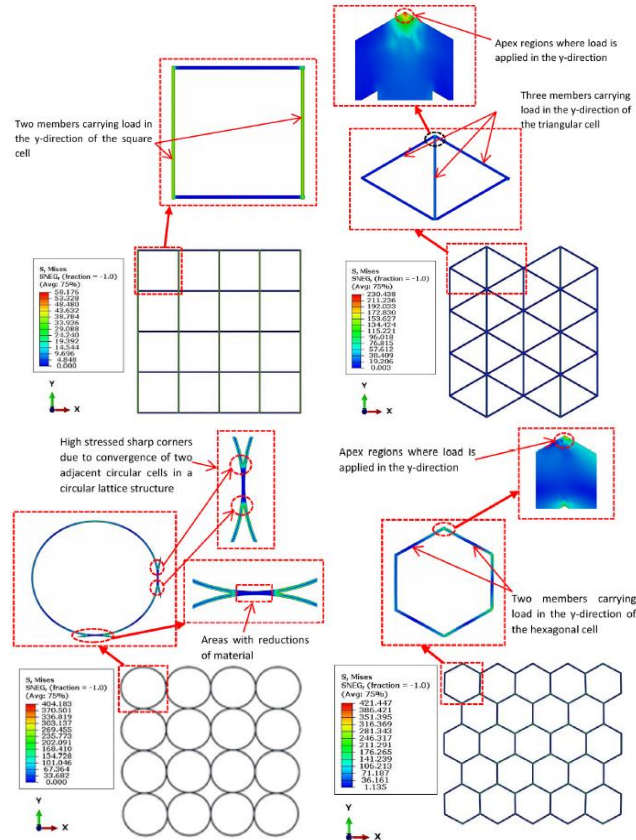 Apex regions where load is
applied in the y-direction
Two members carrying load in
the y-direction of the square
cell
Three members carrying
load in the y-direction of
the triangular cell
S, Mises
SNEG, (fraction = -1.0)
(Avg: 75%)
58.176
53.328
48.480
43.632
38.784
33.936
29.088
24.240
19.392
14.544
9.696
4.848
0.000
Y
X
S, Mises
SNEG, (fraction = -1.0)
(Avg: 75%)
230.438
211.236
192.033
172.830
153.627
134.424
115.221
96.018
76.815
57.612
38.409
19.206
0.003
Y
X
High stressed sharp corners
due to convergence of two
adjacent circular cells in a
circular lattice structure
Areas with reductions
of material
Apex regions where load is
applied in the y-direction
Two members carrying
load in the y-direction of
the hexagonal cell
S, Mises
SNEG, (fraction = -1.0)
(Avg: 75%)
404.183
370.501
336.819
303.137
269.455
235.773
202.091
168.410
134.728
101.046
67.364
33.682
0.000
Y
X
S, Mises
SNEG, (fraction = -1.0)
(Avg: 75%)
421.447
386.421
351.395
316.369
281.343
246.317
211.291
176.265
141.239
106.213
71.187
36.161
1.135
Y
X